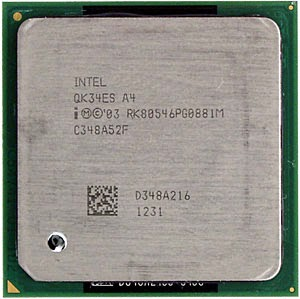 INTEL
QK34ES A4
i Ⓜ©'03 RK80546PG0881M
C348A52F
D348A216
1231